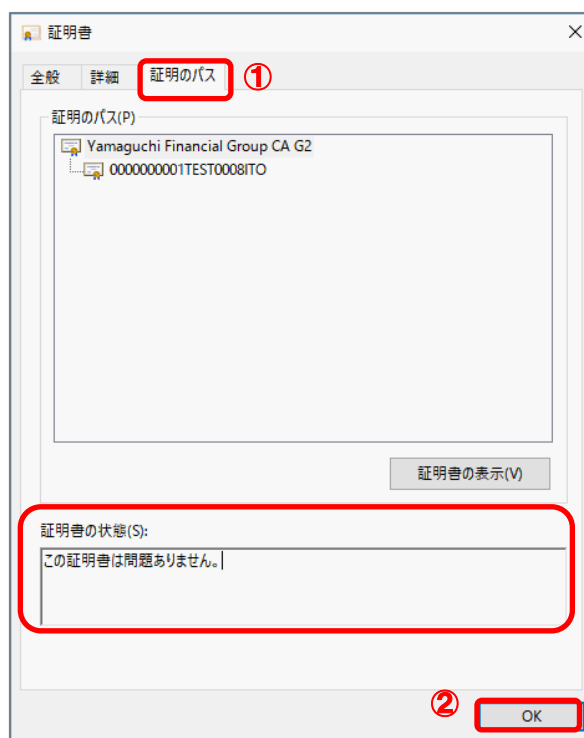 証明書
全般 詳細 証明のパス ①
証明のパス(P)
Yamaguchi Financial Group CA G2
0000000001TEST0008ITO
証明書の表示(V)
証明書の状態(S):
この証明書は問題ありません。
②
OK